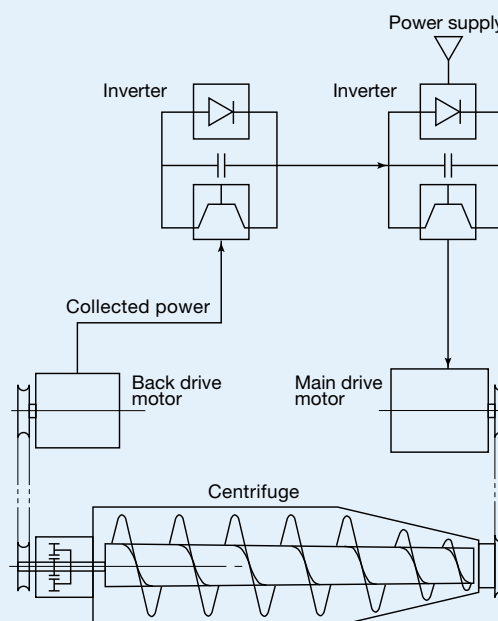 Power supply
Inverter
Inverter
Collected power
Back drive
motor
Main drive
motor
Centrifuge